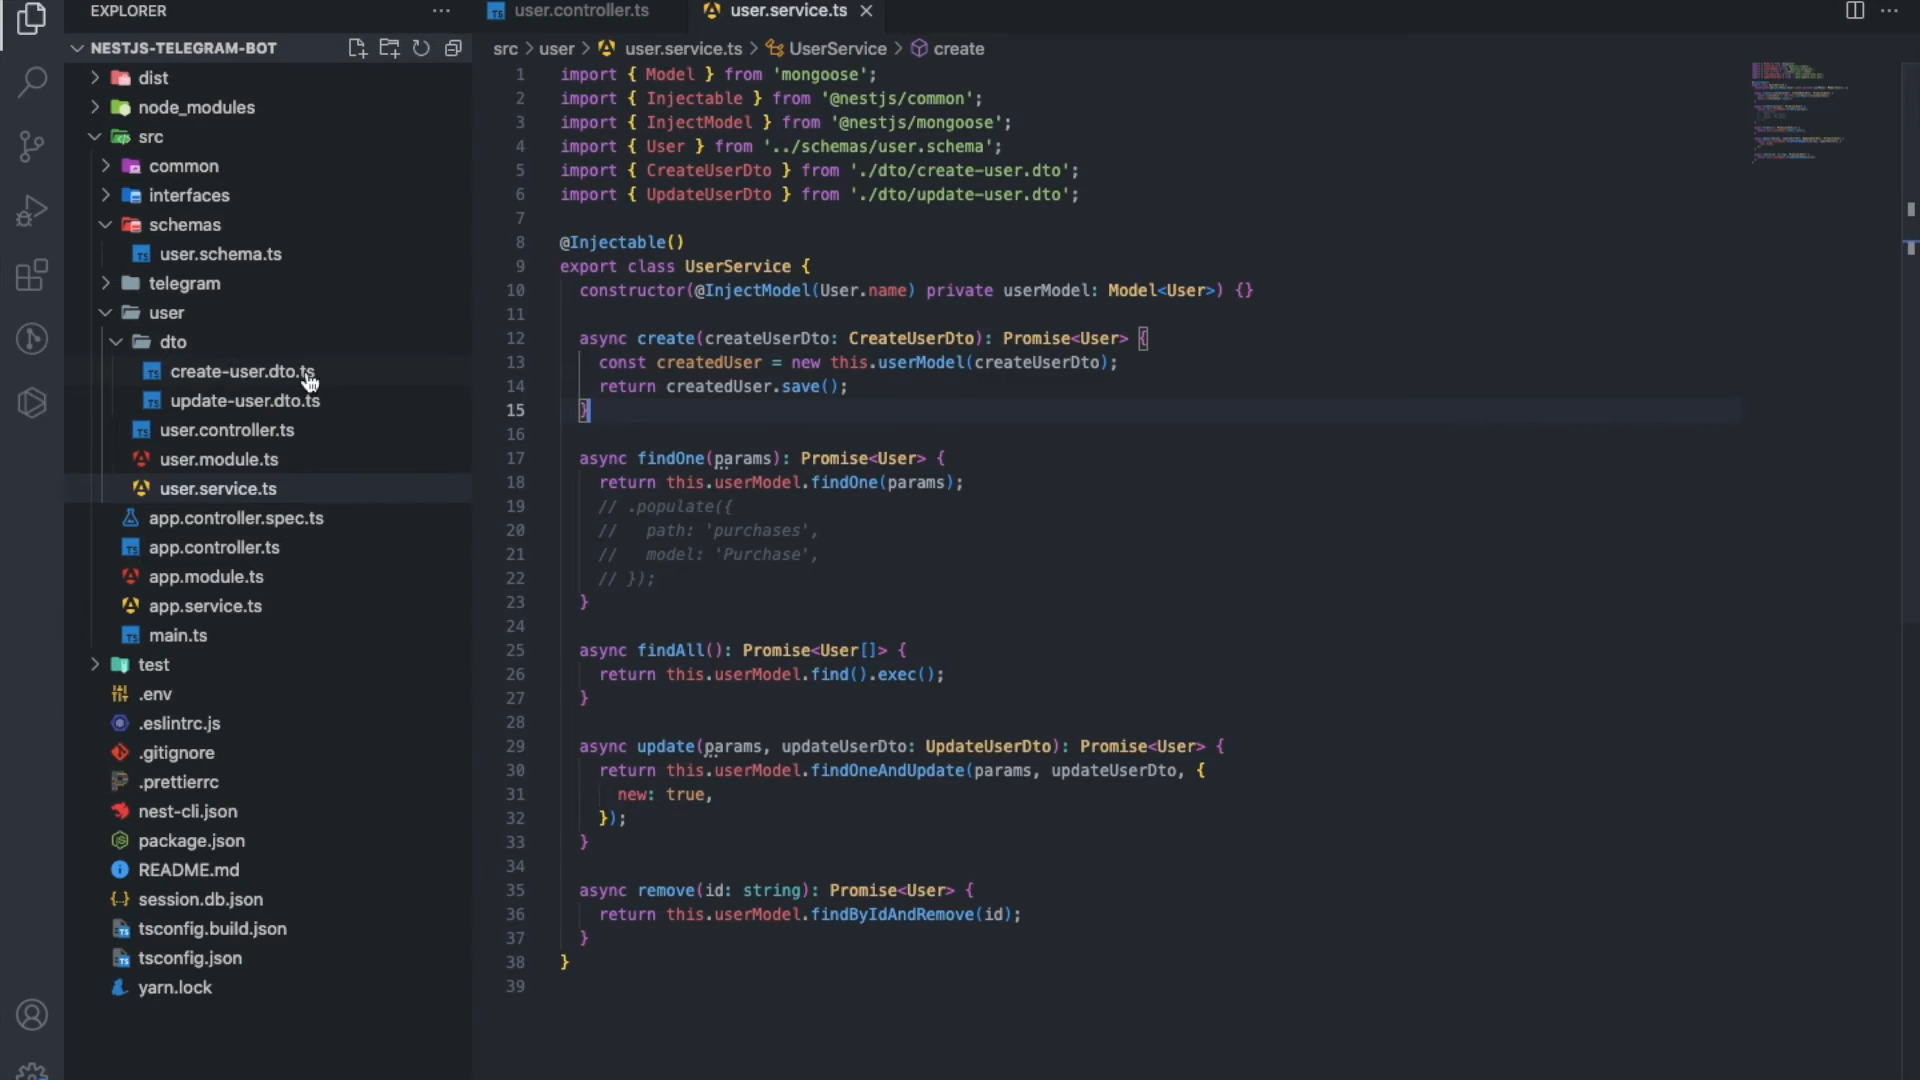 EXPLORER
NESTJS-TELEGRAM-BOT
dist
node_modules
src
common
interfaces
schemas
user.schema.ts
telegram
user
dto
create-user.dto.ts
update-user.dto.ts
user.controller.ts
user.module.ts
user.service.ts
app.controller.spec.ts
app.controller.ts
app.module.ts
app.service.ts
main.ts
test
.env
.eslintrc.js
.gitignore
.prettierrc
nest-cli.json
package.json
README.md
session.db.json
tsconfig.build.json
tsconfig.json
yarn.lock
user.controller.ts
user.service.ts
src > user > user.service.ts > UserService > create
1 import { Model } from 'mongoose';
2 import { Injectable } from '@nestjs/common';
3 import { InjectModel } from '@nestjs/mongoose';
4 import { User } from '../schemas/user.schema';
5 import { CreateUserDto } from './dto/create-user.dto';
6 import { UpdateUserDto } from './dto/update-user.dto';
7
8 @Injectable()
9 export class UserService {
10 constructor(@InjectModel(User.name) private userModel: Model<User>) {}
11
12 async create(createUserDto: CreateUserDto): Promise<User> {
13 const createdUser = new this.userModel(createUserDto);
14 return createdUser.save();
15 }
16
17 async findOne(params): Promise<User> {
18 return this.userModel.findOne(params);
19 // .populate({
20 // path: 'purchases',
21 // model: 'Purchase',
22 // });
23 }
24
25 async findAll(): Promise<User[]> {
26 return this.userModel.find().exec();
27 }
28
29 async update(params, updateUserDto: UpdateUserDto): Promise<User> {
30 return this.userModel.findOneAndUpdate(params, updateUserDto, {
31 new: true,
32 });
33 }
34
35 async remove(id: string): Promise<User> {
36 return this.userModel.findByIdAndRemove(id);
37 }
38 }
39